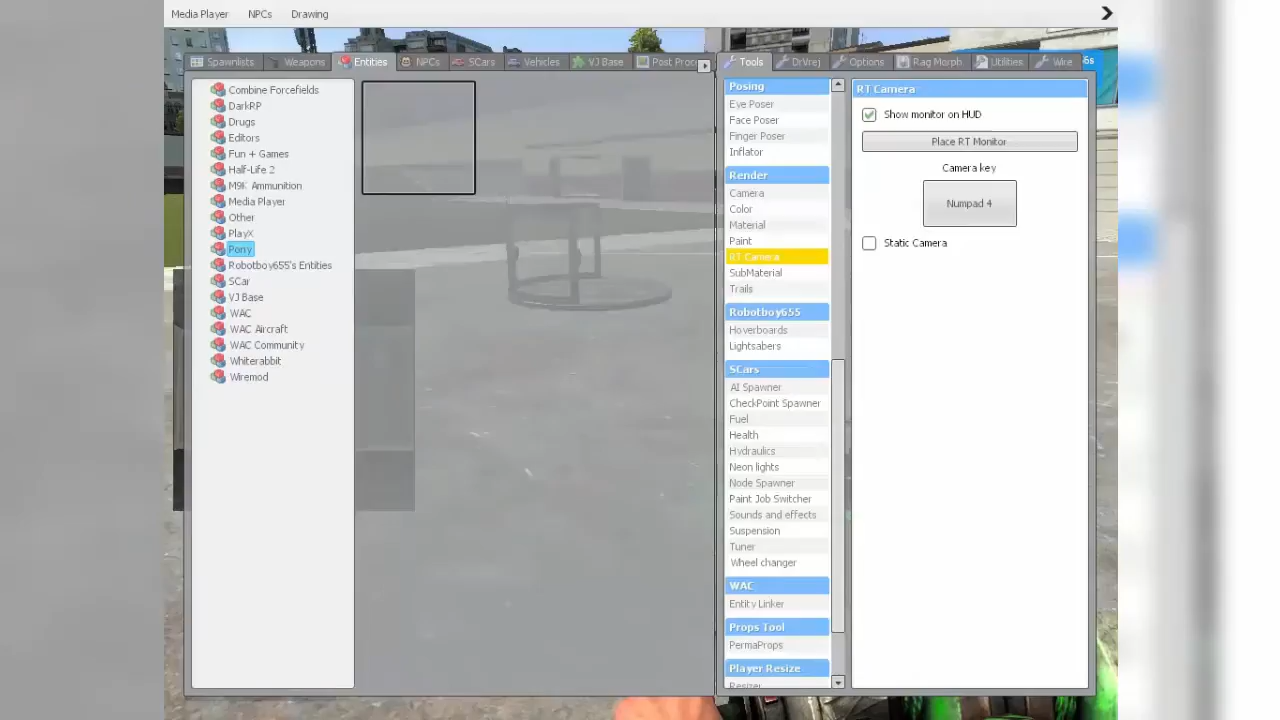 Media Player NPCs Drawing
Spawnlists Weapons Entities NPCs SCars Vehicles VJ Base Post Proc
Tools DrVrej Options Rag Morph Utilities Wire
Combine Forcefields
DarkRP
Drugs
Editors
Fun + Games
Half-Life 2
M9K Ammunition
Media Player
Other
PlayX
Pony
Robotboy655's Entities
SCar
VJ Base
WAC
WAC Aircraft
WAC Community
Whiterabbit
Wiremod
Posing
Eye Poser
Face Poser
Finger Poser
Inflator
Render
Camera
Color
Material
Paint
RT Camera
SubMaterial
Trails
Robotboy655
Hoverboards
Lightsabers
SCars
AI Spawner
CheckPoint Spawner
Fuel
Health
Hydraulics
Neon lights
Node Spawner
Paint Job Switcher
Sounds and effects
Suspension
Tuner
Wheel changer
WAC
Entity Linker
Props Tool
PermaProps
Player Resize
Resizer
RT Camera
Show monitor on HUD
Place RT Monitor
Camera key
Numpad 4
Static Camera